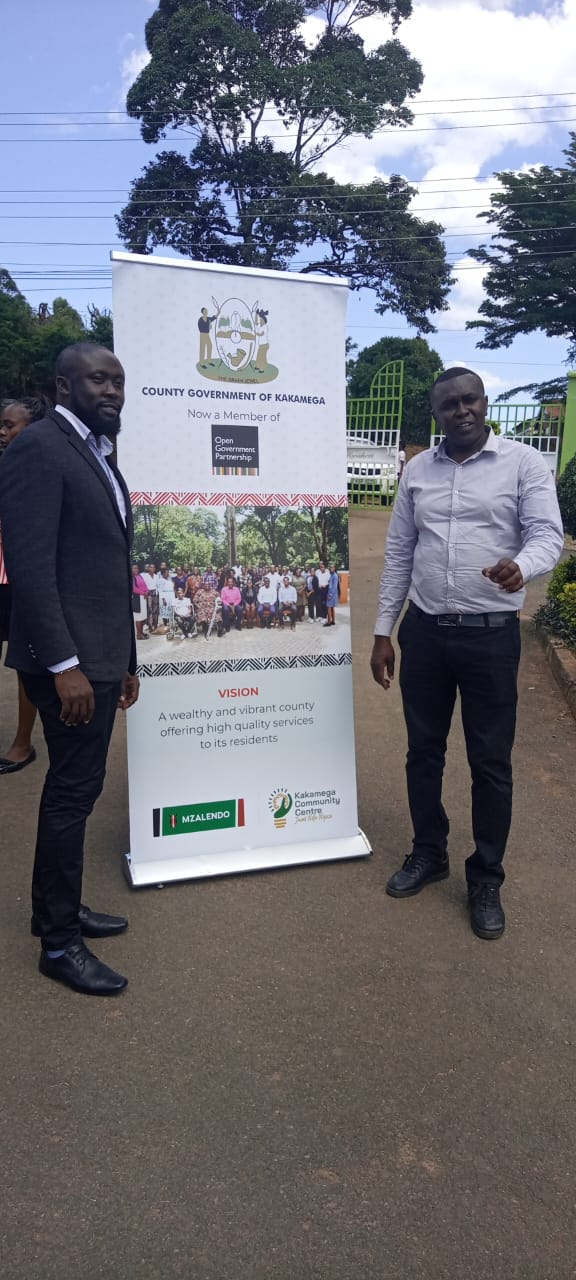 THE GREEN JEWEL
COUNTY GOVERNMENT OF KAKAMEGA
Now a Member of
Open
Government
Partnership
VISION
A wealthy and vibrant county
offering high quality services
to its residents
MZALENDO
Kakamega
Community
Centre